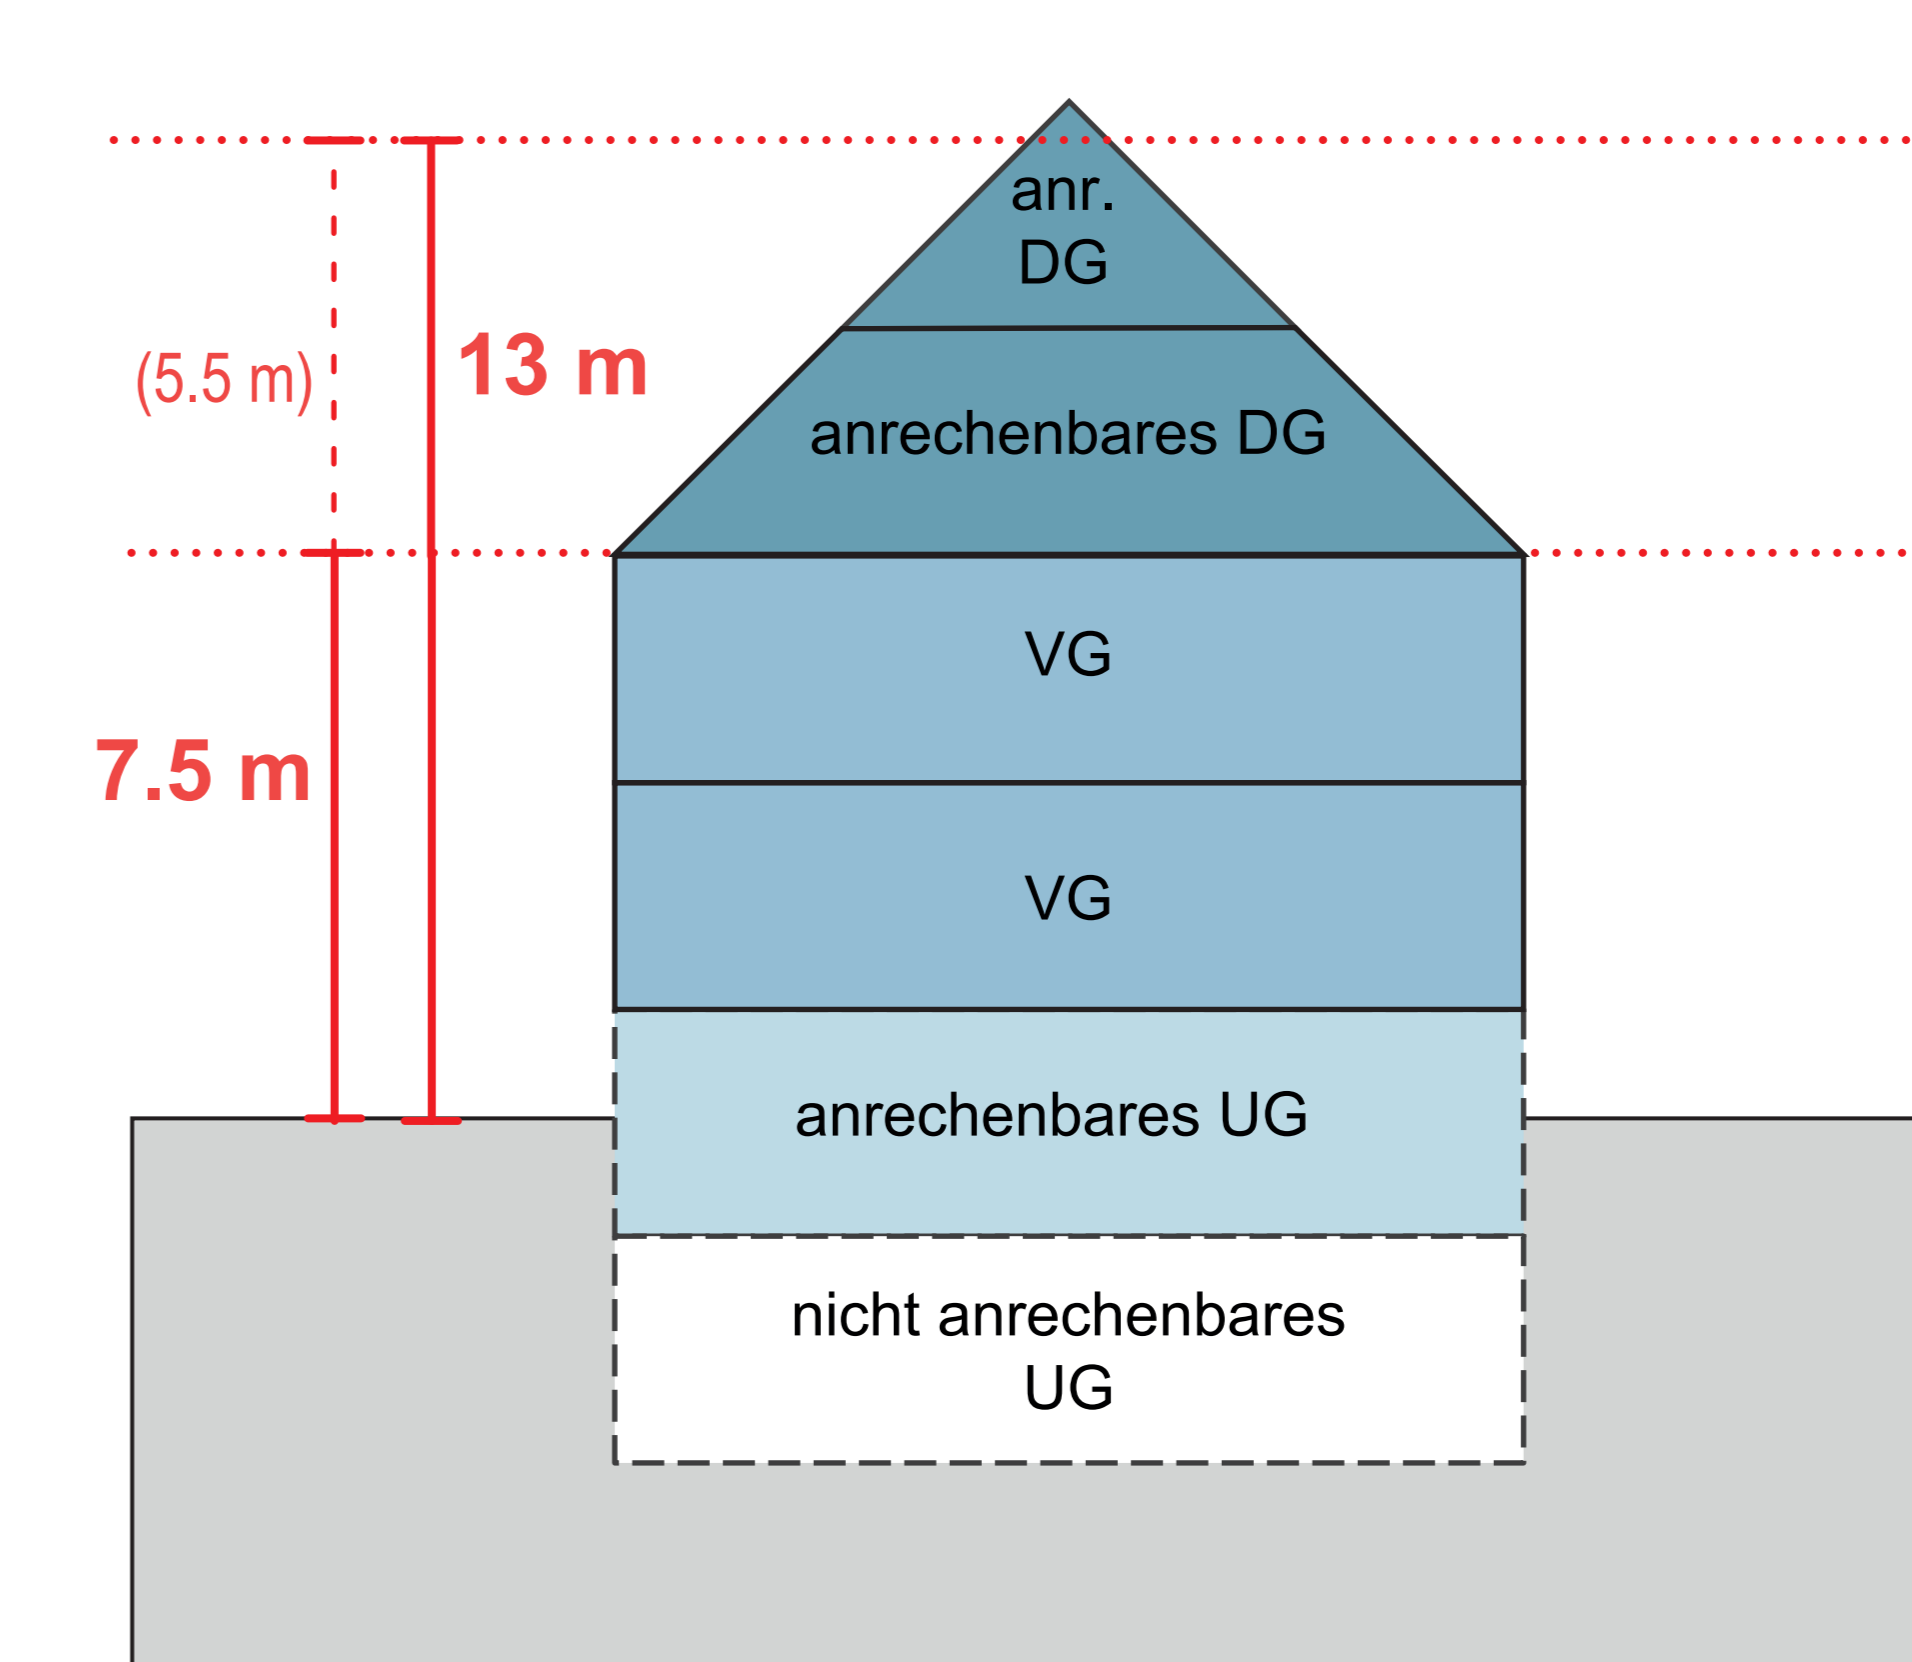 anr.
DG
(5.5 m)
13 m
anrechenbares DG
VG
7.5 m
VG
anrechenbares UG
nicht anrechenbares
UG